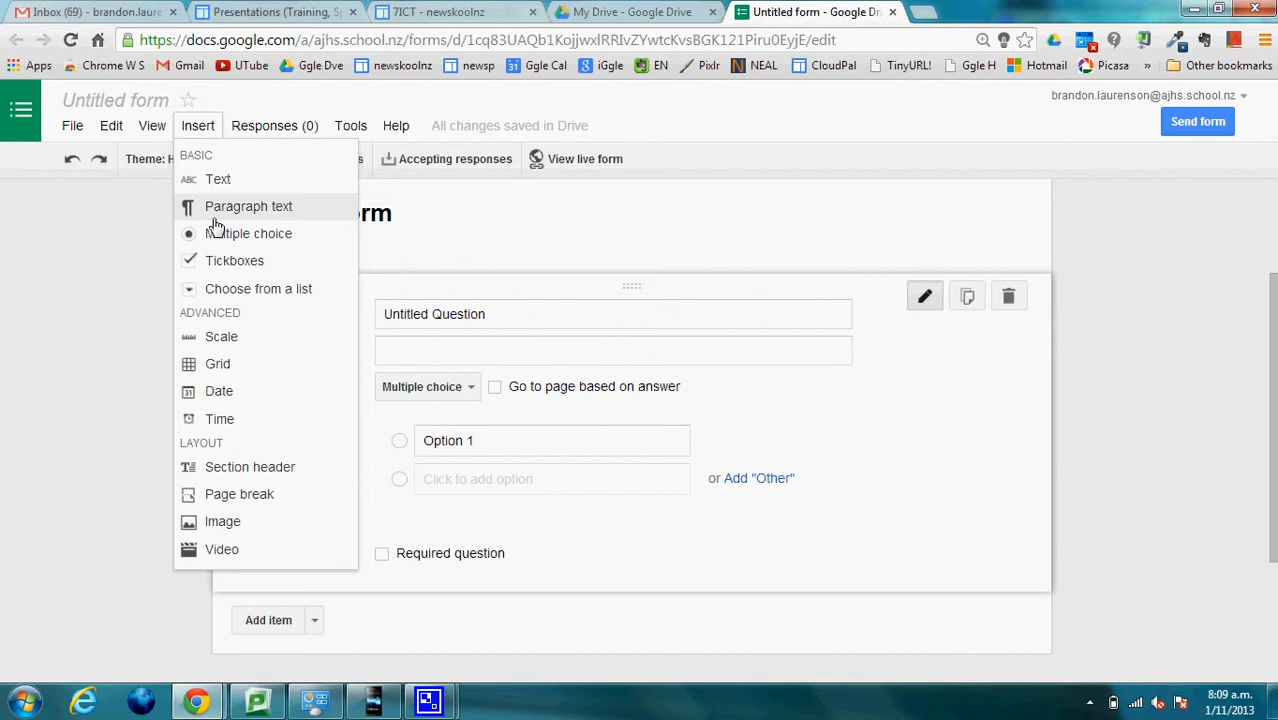 Inbox (69) - brandon.laure
Presentations (Training, S
7ICT - newskoolnz
My Drive - Google Drive
Untitled form - Google Dri
https://docs.google.com/a/ajhs.school.nz/forms/d/1cq83UAQb1KojjwxlRRlvZYwtcKvsBGK121Piru0EyjE/edit
Apps
Chrome W S
Gmail
UTube
Ggle Dve
newskoolnz
newsp
Ggle Cal
iGgle
EN
Pixlr
NEAL
CloudPal
TinyURL!
Ggle H
Hotmail
Picasa
»
Other bookmarks
Untitled form
brandon.laurenson@ajhs.school.nz
File Edit View Insert Responses (0) Tools Help All changes saved in Drive
Send form
Theme: H
s
Accepting responses
View live form
BASIC
ABC Text
Paragraph text
Multiple choice
Tickboxes
Choose from a list
ADVANCED
Scale
Grid
31 Date
Time
LAYOUT
Section header
Page break
Image
Video
orm
Untitled Question
Multiple choice
Go to page based on answer
Option 1
Click to add option
or Add "Other"
Required question
Add item
8:09 a.m.
1/11/2013